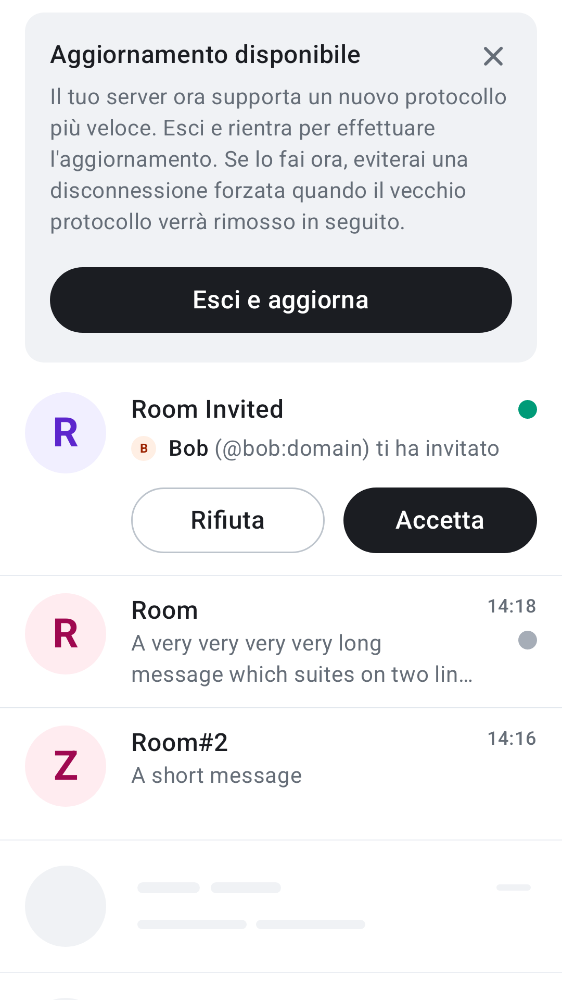 Aggiornamento disponibile
Il tuo server ora supporta un nuovo protocollo
più veloce. Esci e rientra per effettuare
l'aggiornamento. Se lo fai ora, eviterai una
disconnessione forzata quando il vecchio
protocollo verrà rimosso in seguito.
Esci e aggiorna
R
Room Invited
B
Bob (@bob:domain) ti ha invitato
Rifiuta
Accetta
R
Room
14:18
A very very very very long
message which suites on two lin…
Z
Room#2
14:16
A short message